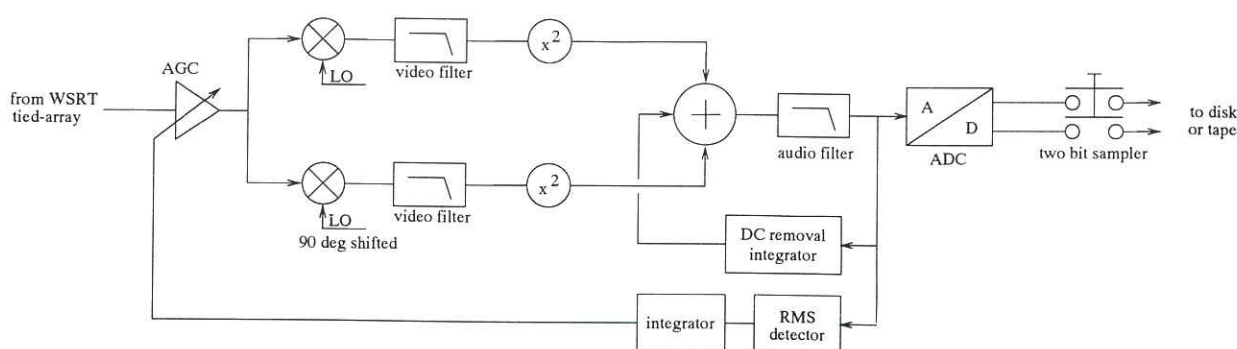 AGC
from WSRT
tied-array
LO
video filter
x²
LO
90 deg shifted
video filter
x²
+
audio filter
A
D
ADC
two bit sampler
to disk
or tape
DC removal
integrator
integrator
RMS
detector